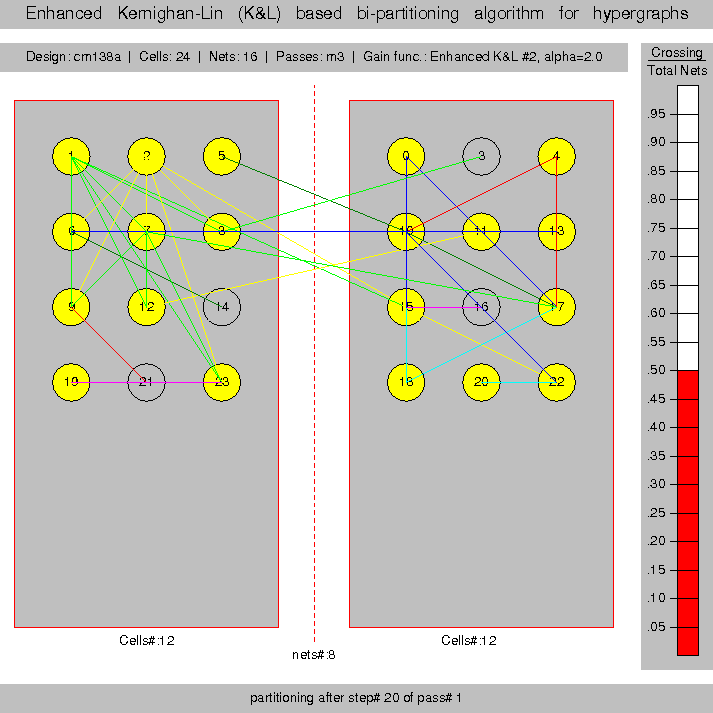 Enhanced Kernighan-Lin (K&L) based bi-partitioning algorithm for hypergraphs
Design: cm138a | Cells: 24 | Nets: 16 | Passes: m3 | Gain func.: Enhanced K&L #2, alpha=2.0
Crossing
Total Nets
1 2 5 0 3 4
6 7 8 10 11 13
9 12 14 15 16 17
19 21 23 18 20 22
.95
.90
.85
.80
.75
.70
.65
.60
.55
.50
.45
.40
.35
.30
.25
.20
.15
.10
.05
Cells#:12
Cells#:12
nets#:8
partitioning after step# 20 of pass# 1